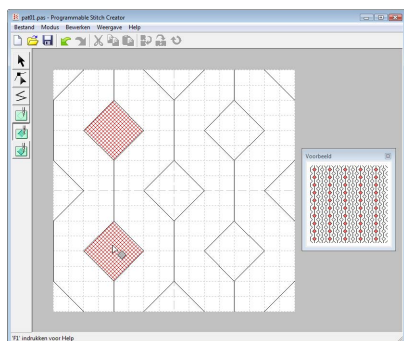 pat01.pas - Programmable Stitch Creator
Bestand Modus Bewerken Weergave Help
Voorbeeld
'F1' indrukken voor Help